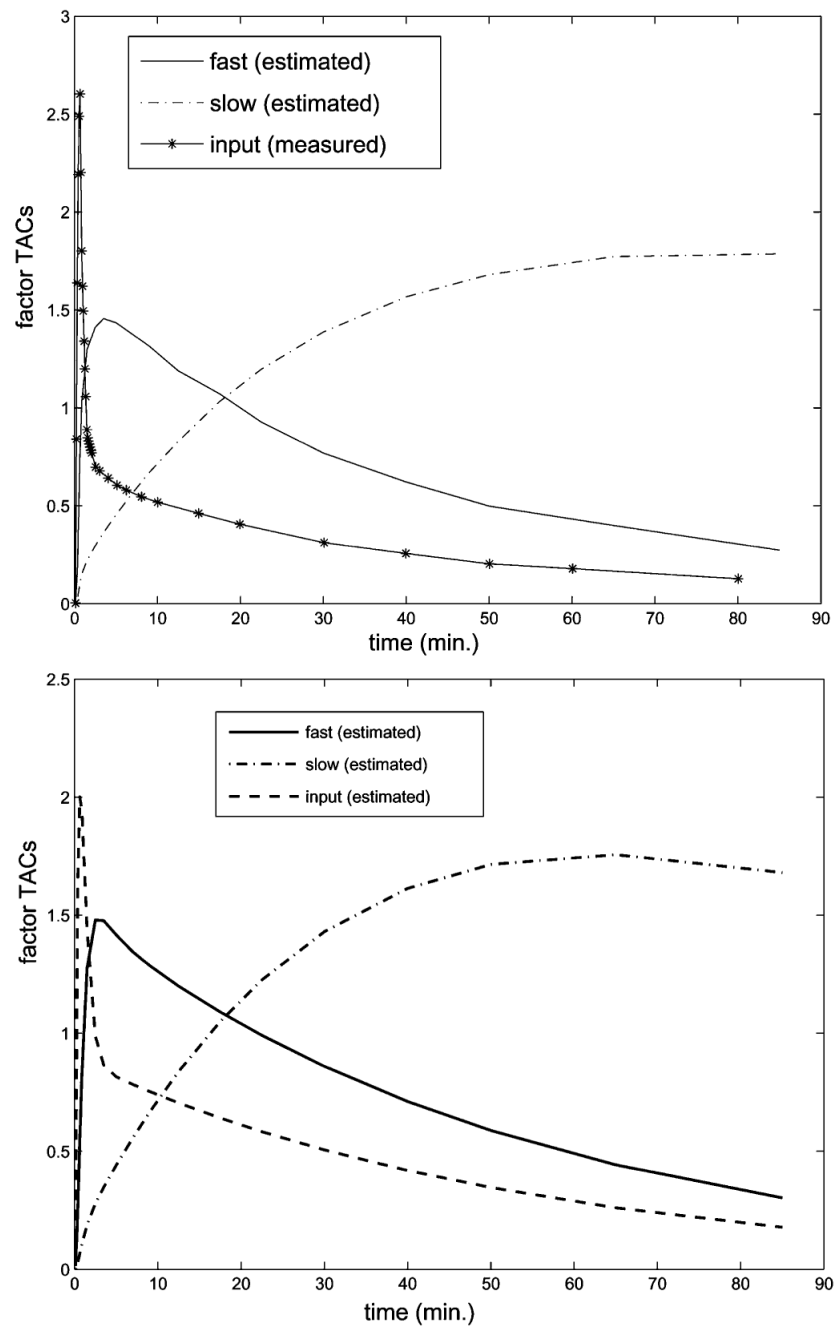 3
2.5
2
1.5
1
0.5
0
factor TACs
fast (estimated)
slow (estimated)
input (measured)
0 10 20 30 40 50 60 70 80 90
time (min.)
2.5
2
1.5
1
0.5
0
factor TACs
fast (estimated)
slow (estimated)
input (estimated)
0 10 20 30 40 50 60 70 80 90
time (min.)